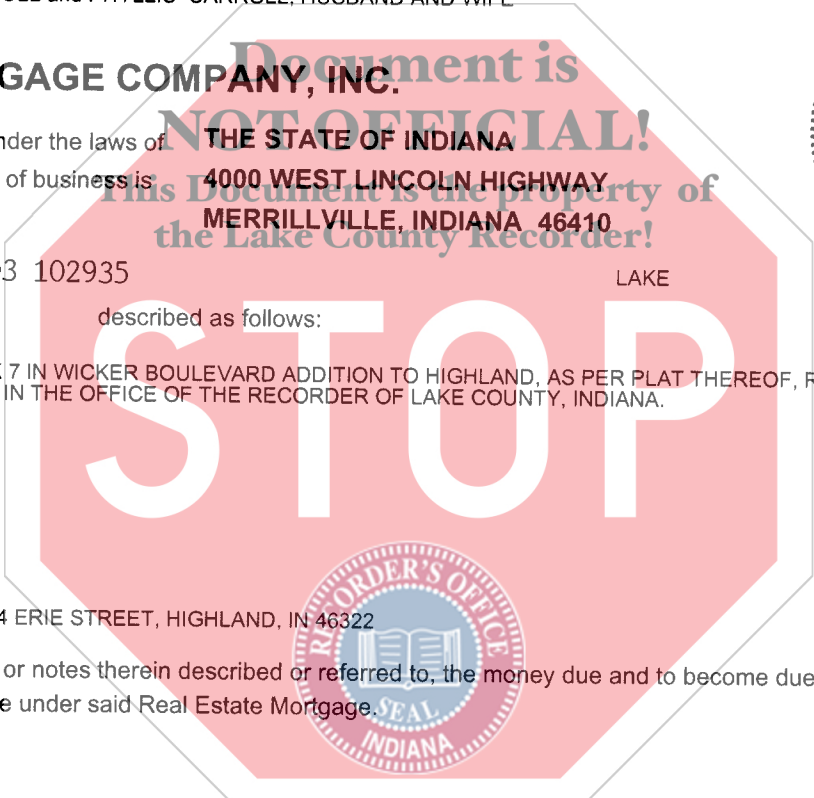 CARROLL, HUSBAND AND WIFE
Document is
GAGE COMPANY, INC.
NOT OFFICIAL!
nder the laws of THE STATE OF INDIANA
of business is 4000 WEST LINCOLN HIGHWAY
This Document is the property of
MERRILLVILLE, INDIANA 46410
the Lake County Recorder!
3 102935 LAKE
described as follows:
7 IN WICKER BOULEVARD ADDITION TO HIGHLAND, AS PER PLAT THEREOF, R
IN THE OFFICE OF THE RECORDER OF LAKE COUNTY, INDIANA.
STOP
RECORDER'S OFFICE
4 ERIE STREET, HIGHLAND, IN 46322
or notes therein described or referred to, the money due and to become due
e under said Real Estate Mortgage.
SEAL
INDIANA